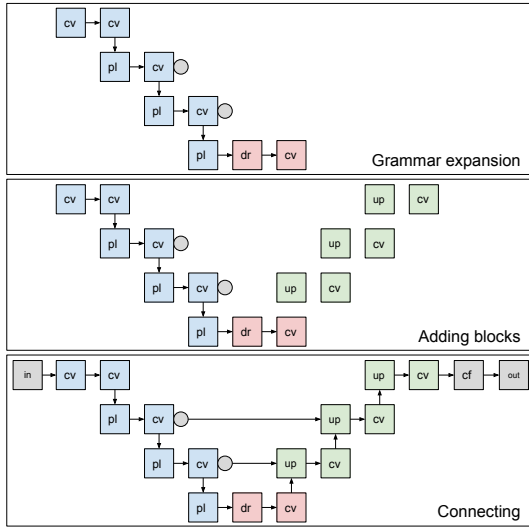 cv cv
pl cv
pl cv
pl dr cv
Grammar expansion
cv cv up cv
pl cv up cv
pl cv up cv
pl dr cv
Adding blocks
in cv cv up cv cf out
pl cv up cv
pl cv up cv
pl dr cv
Connecting